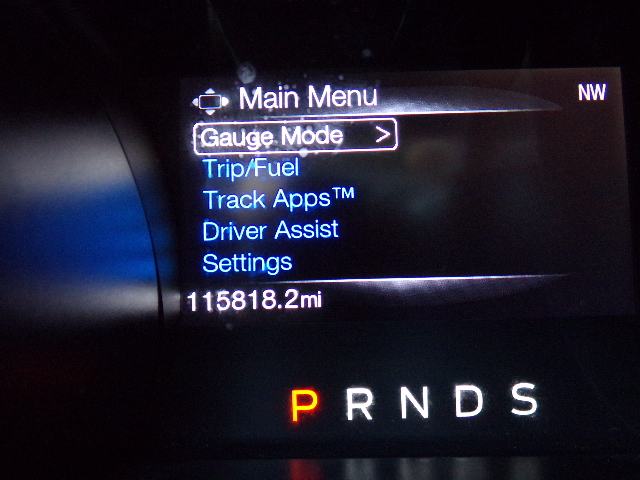 Main Menu NW
Gauge Mode >
Trip/Fuel
Track Apps™
Driver Assist
Settings
115818.2mi
P R N D S